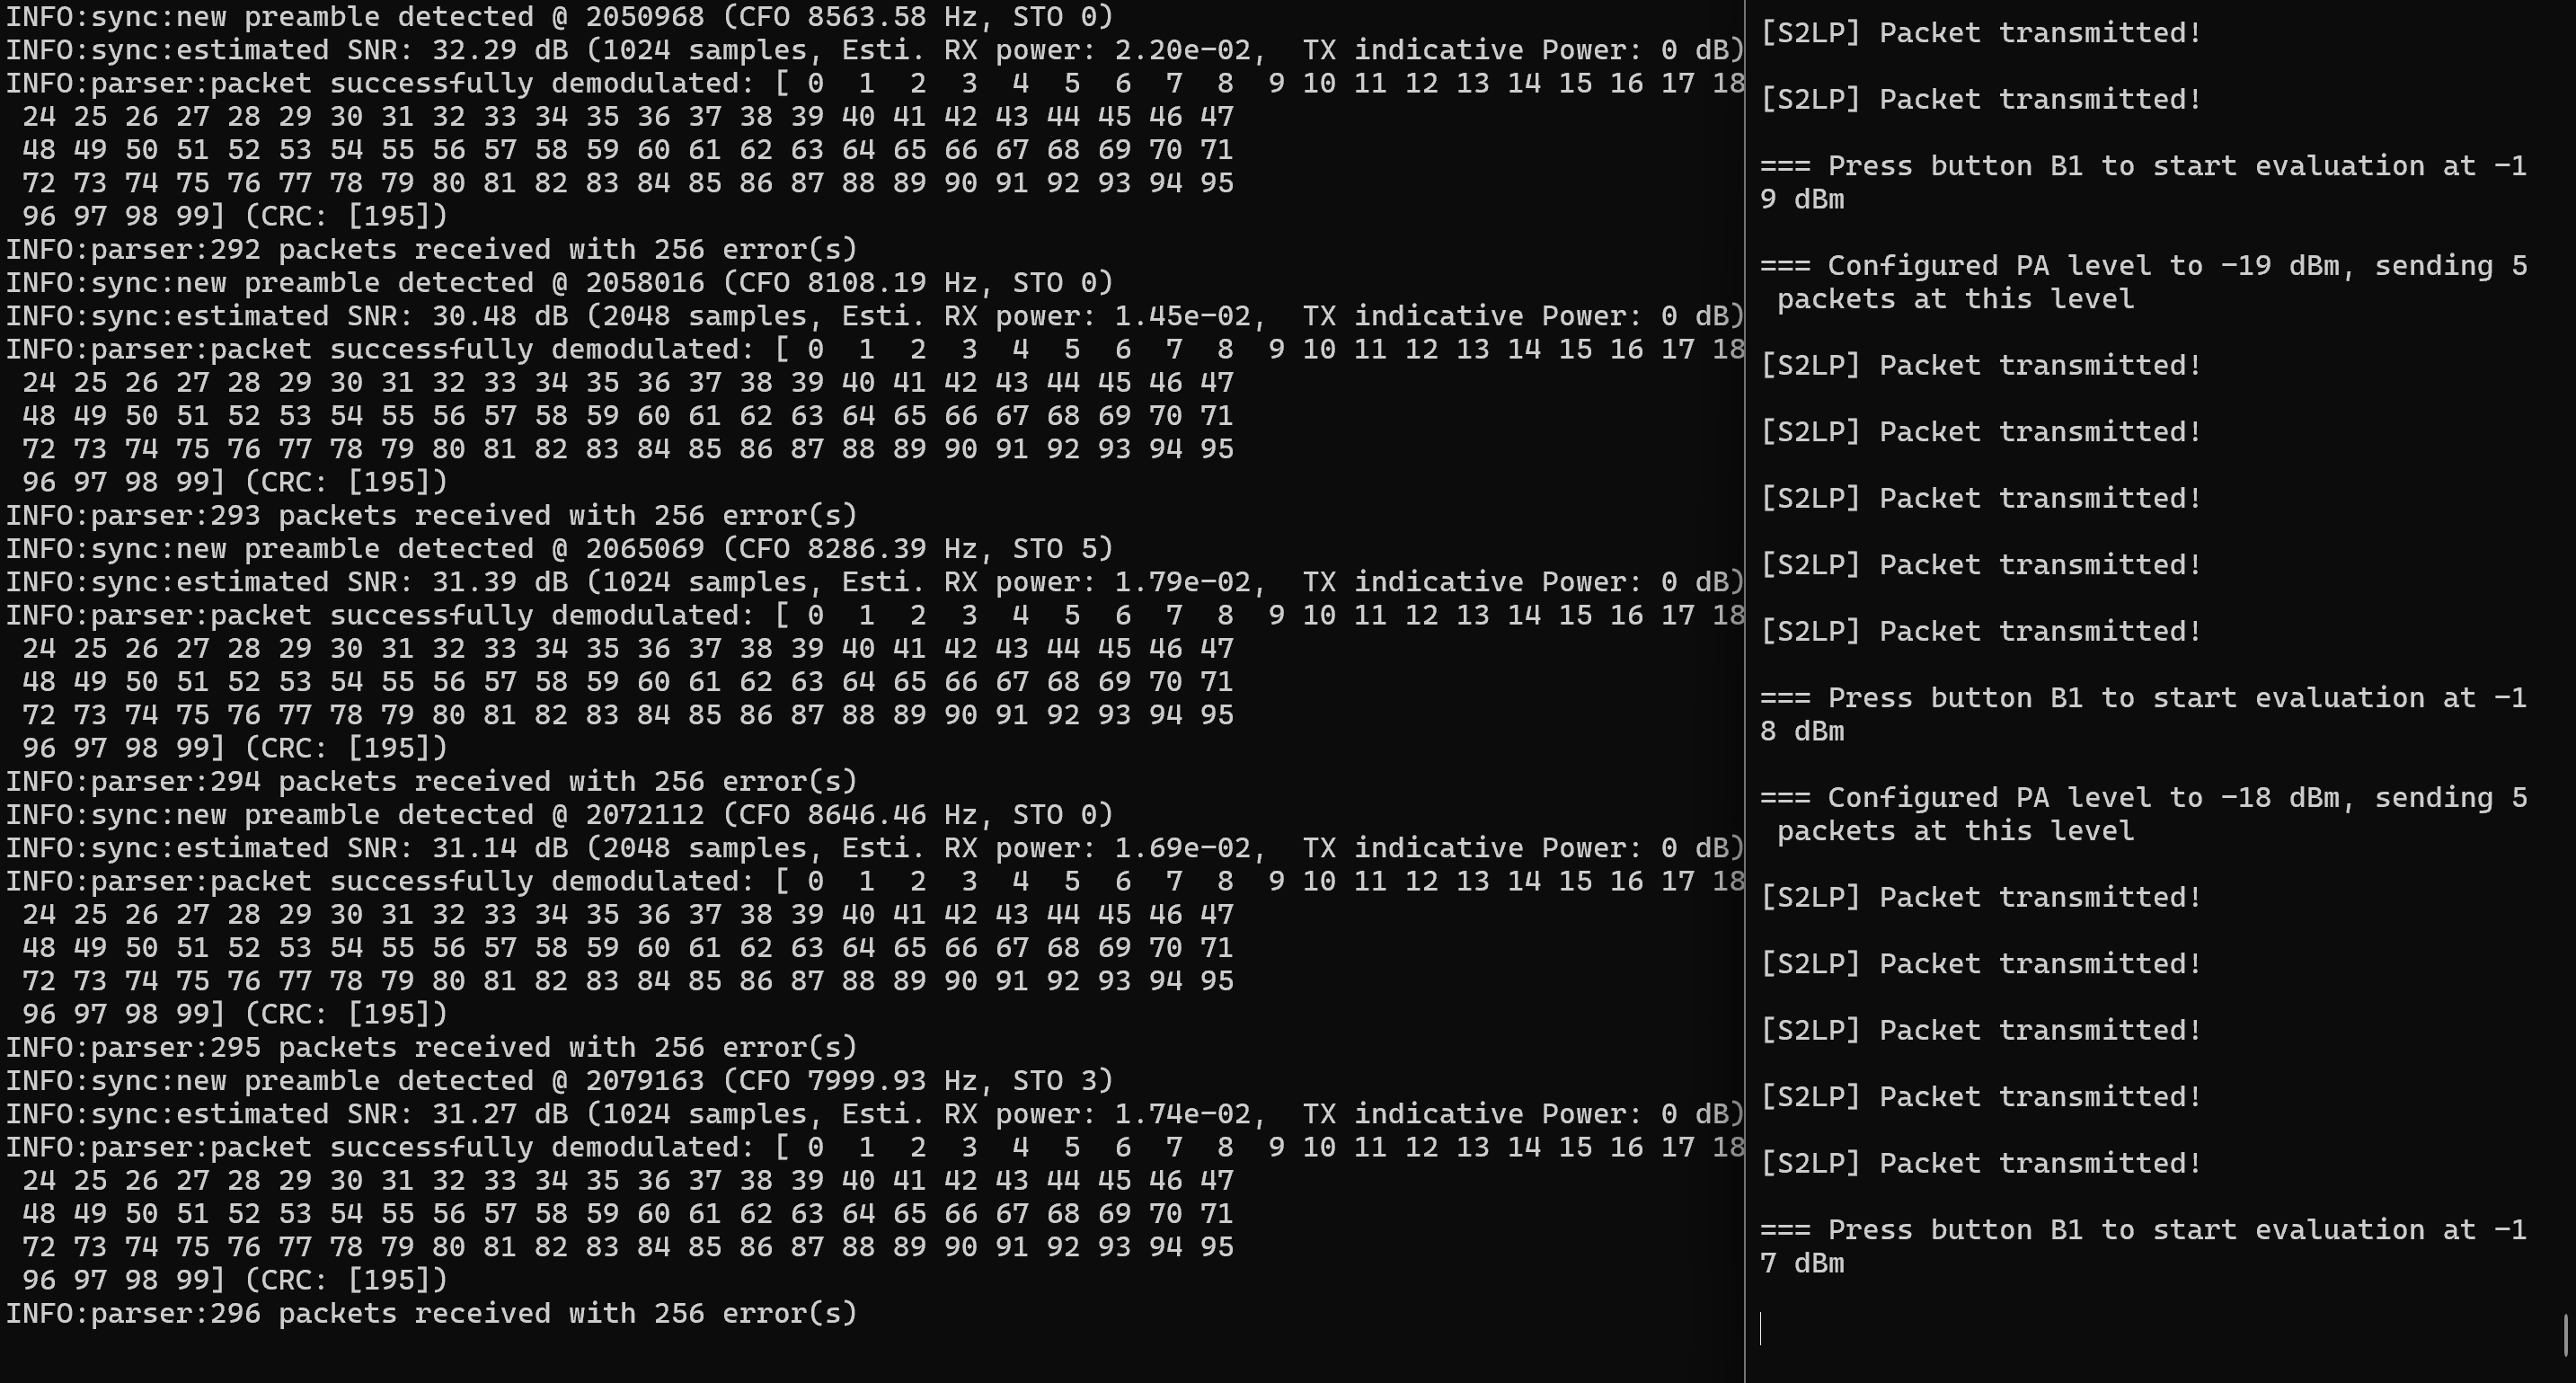 INFO:sync:new preamble detected @ 2050968 (CFO 8563.58 Hz, STO 0)
INFO:sync:estimated SNR: 32.29 dB (1024 samples, Esti. RX power: 2.20e-02,  TX indicative Power: 0 dB)
INFO:parser:packet successfully demodulated: [ 0  1  2  3  4  5  6  7  8  9 10 11 12 13 14 15 16 17 18
 24 25 26 27 28 29 30 31 32 33 34 35 36 37 38 39 40 41 42 43 44 45 46 47
 48 49 50 51 52 53 54 55 56 57 58 59 60 61 62 63 64 65 66 67 68 69 70 71
 72 73 74 75 76 77 78 79 80 81 82 83 84 85 86 87 88 89 90 91 92 93 94 95
 96 97 98 99] (CRC: [195])
INFO:parser:292 packets received with 256 error(s)
INFO:sync:new preamble detected @ 2058016 (CFO 8108.19 Hz, STO 0)
INFO:sync:estimated SNR: 30.48 dB (2048 samples, Esti. RX power: 1.45e-02,  TX indicative Power: 0 dB)
INFO:parser:packet successfully demodulated: [ 0  1  2  3  4  5  6  7  8  9 10 11 12 13 14 15 16 17 18
 24 25 26 27 28 29 30 31 32 33 34 35 36 37 38 39 40 41 42 43 44 45 46 47
 48 49 50 51 52 53 54 55 56 57 58 59 60 61 62 63 64 65 66 67 68 69 70 71
 72 73 74 75 76 77 78 79 80 81 82 83 84 85 86 87 88 89 90 91 92 93 94 95
 96 97 98 99] (CRC: [195])
INFO:parser:293 packets received with 256 error(s)
INFO:sync:new preamble detected @ 2065069 (CFO 8286.39 Hz, STO 5)
INFO:sync:estimated SNR: 31.39 dB (1024 samples, Esti. RX power: 1.79e-02,  TX indicative Power: 0 dB)
INFO:parser:packet successfully demodulated: [ 0  1  2  3  4  5  6  7  8  9 10 11 12 13 14 15 16 17 18
 24 25 26 27 28 29 30 31 32 33 34 35 36 37 38 39 40 41 42 43 44 45 46 47
 48 49 50 51 52 53 54 55 56 57 58 59 60 61 62 63 64 65 66 67 68 69 70 71
 72 73 74 75 76 77 78 79 80 81 82 83 84 85 86 87 88 89 90 91 92 93 94 95
 96 97 98 99] (CRC: [195])
INFO:parser:294 packets received with 256 error(s)
INFO:sync:new preamble detected @ 2072112 (CFO 8646.46 Hz, STO 0)
INFO:sync:estimated SNR: 31.14 dB (2048 samples, Esti. RX power: 1.69e-02,  TX indicative Power: 0 dB)
INFO:parser:packet successfully demodulated: [ 0  1  2  3  4  5  6  7  8  9 10 11 12 13 14 15 16 17 18
 24 25 26 27 28 29 30 31 32 33 34 35 36 37 38 39 40 41 42 43 44 45 46 47
 48 49 50 51 52 53 54 55 56 57 58 59 60 61 62 63 64 65 66 67 68 69 70 71
 72 73 74 75 76 77 78 79 80 81 82 83 84 85 86 87 88 89 90 91 92 93 94 95
 96 97 98 99] (CRC: [195])
INFO:parser:295 packets received with 256 error(s)
INFO:sync:new preamble detected @ 2079163 (CFO 7999.93 Hz, STO 3)
INFO:sync:estimated SNR: 31.27 dB (1024 samples, Esti. RX power: 1.74e-02,  TX indicative Power: 0 dB)
INFO:parser:packet successfully demodulated: [ 0  1  2  3  4  5  6  7  8  9 10 11 12 13 14 15 16 17 18
 24 25 26 27 28 29 30 31 32 33 34 35 36 37 38 39 40 41 42 43 44 45 46 47
 48 49 50 51 52 53 54 55 56 57 58 59 60 61 62 63 64 65 66 67 68 69 70 71
 72 73 74 75 76 77 78 79 80 81 82 83 84 85 86 87 88 89 90 91 92 93 94 95
 96 97 98 99] (CRC: [195])
INFO:parser:296 packets received with 256 error(s)
[S2LP] Packet transmitted!
[S2LP] Packet transmitted!
=== Press button B1 to start evaluation at -1
9 dBm
=== Configured PA level to -19 dBm, sending 5
 packets at this level
[S2LP] Packet transmitted!
[S2LP] Packet transmitted!
[S2LP] Packet transmitted!
[S2LP] Packet transmitted!
[S2LP] Packet transmitted!
=== Press button B1 to start evaluation at -1
8 dBm
=== Configured PA level to -18 dBm, sending 5
 packets at this level
[S2LP] Packet transmitted!
[S2LP] Packet transmitted!
[S2LP] Packet transmitted!
[S2LP] Packet transmitted!
[S2LP] Packet transmitted!
=== Press button B1 to start evaluation at -1
7 dBm